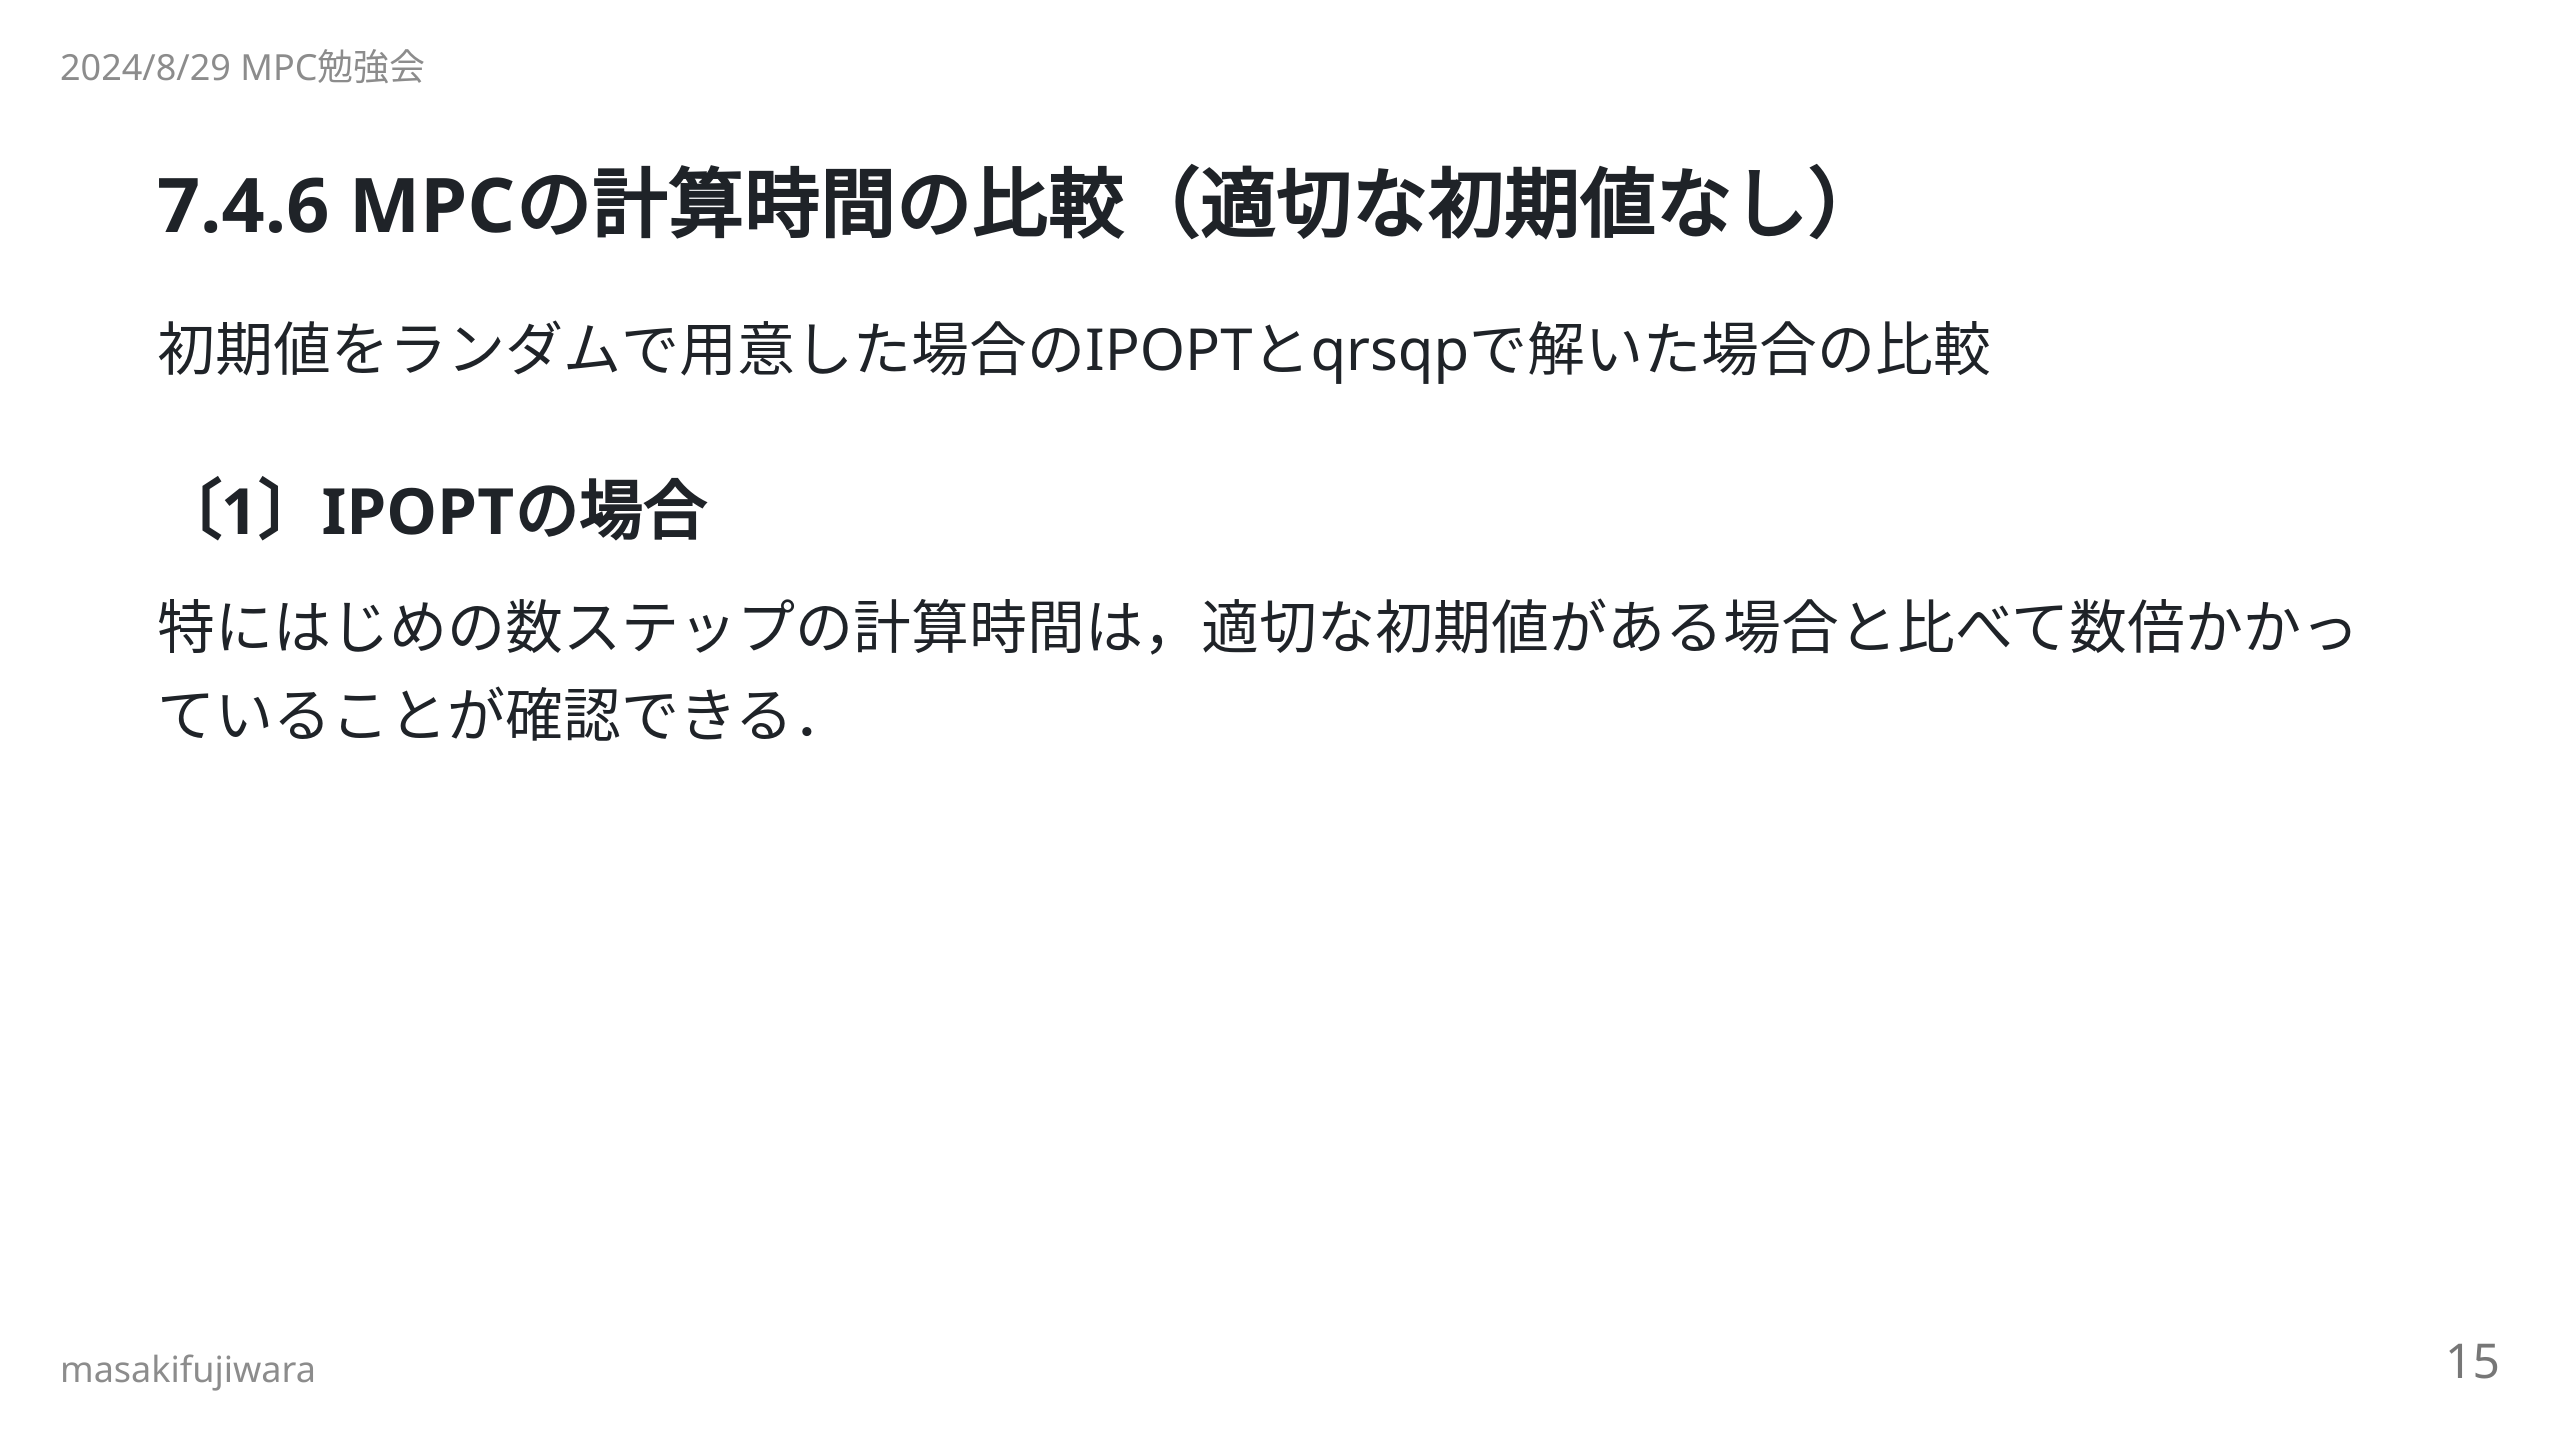 2024/8/29 MPC勉強会
7.4.6 MPCの計算時間の比較（適切な初期値なし）
初期値をランダムで用意した場合のIPOPTとqrsqpで解いた場合の比較
〔1〕IPOPTの場合
特にはじめの数ステップの計算時間は，適切な初期値がある場合と比べて数倍かかっ
ていることが確認できる．
masakifujiwara
15